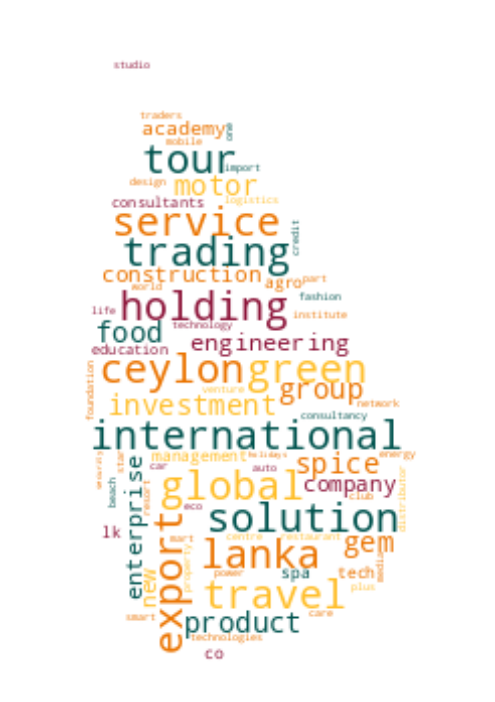 studio
traders
academy
one
mobile
tour
import
design
motor
consultants
logistics
service
credit
trading
construction
agro
part
world
fashion
holding
life
institute
technology
food
engineering
education
ceylon
green
venture
group
foundation
investment
network
consultancy
international
management
holidays
energy
star
car
auto
spice
beach
resort
enterprise
global
company
distributor
club
eco
export
solution
lk
mart
centre
restaurant
lanka
gem
media
property
power
spa
tech
new
travel
plus
smart
product
care
technologies
co